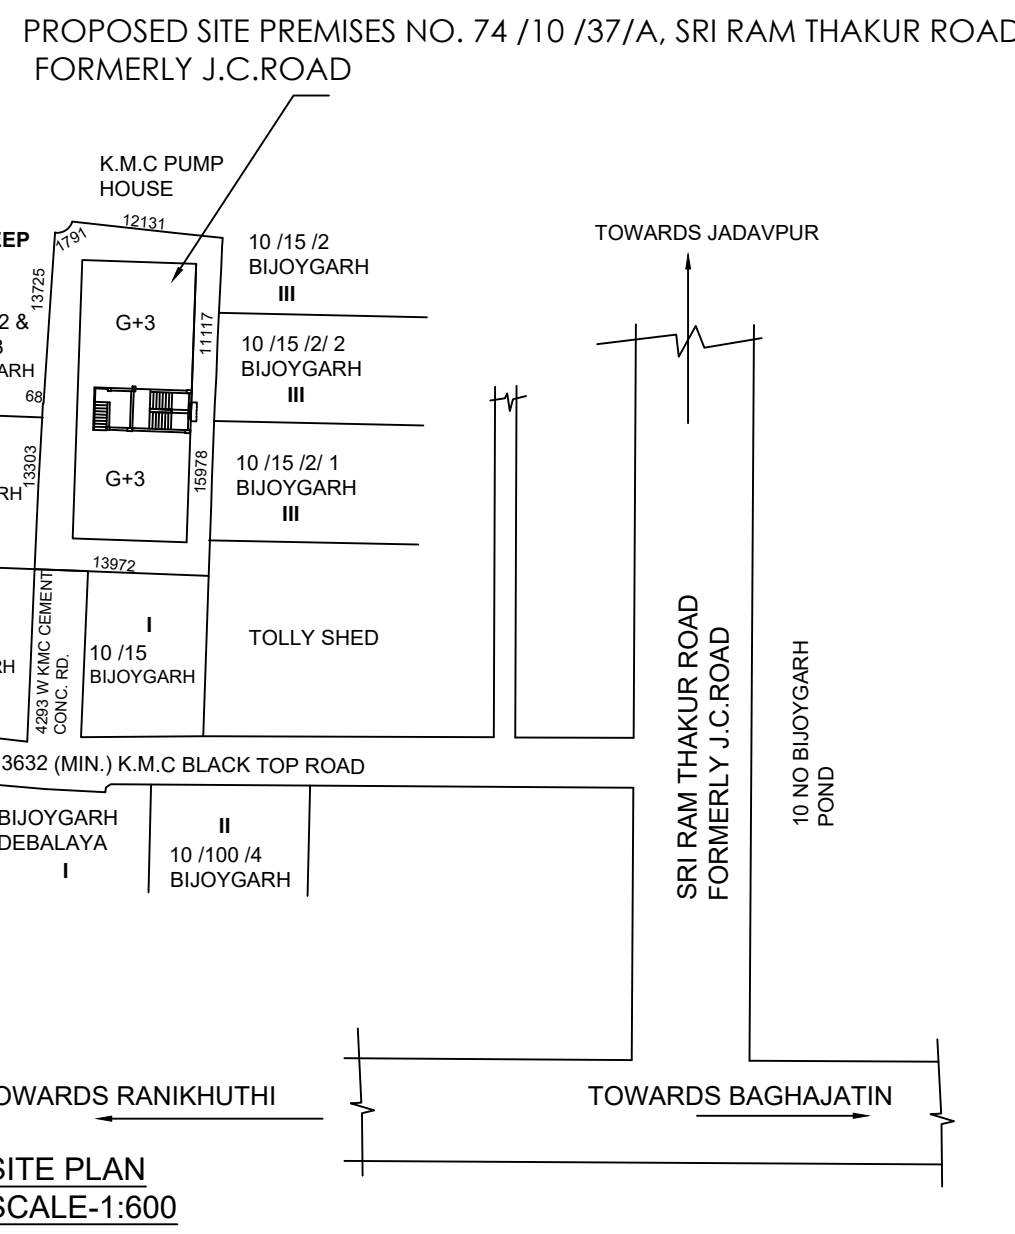 PROPOSED SITE PREMISES NO. 74 /10 /37/A, SRI RAM THAKUR ROAD
FORMERLY J.C.ROAD
K.M.C PUMP
HOUSE
12131
1791
EEP
13725
10 /15 /2
BIJOYGARH
III
TOWARDS JADAVPUR
2 &
3
ARH
G+3
11117
10 /15 /2/ 2
BIJOYGARH
III
68
13303
RH
G+3
15978
10 /15 /2/ 1
BIJOYGARH
III
13972
4293 W KMC CEMENT
CONC. RD.
I
10 /15
BIJOYGARH
TOLLY SHED
RH
SRI RAM THAKUR ROAD
FORMERLY J.C.ROAD
10 NO BIJOYGARH
POND
3632 (MIN.) K.M.C BLACK TOP ROAD
BIJOYGARH
DEBALAYA
I
II
10 /100 /4
BIJOYGARH
OWARDS RANIKHUTHI
TOWARDS BAGHAJATIN
SITE PLAN
SCALE-1:600